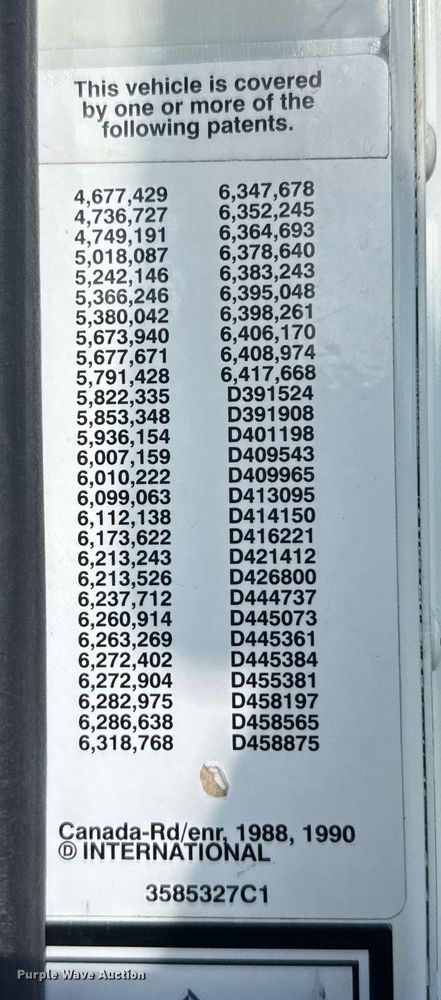 This vehicle is covered
by one or more of the
following patents.
4,677,429
4,736,727
4,749,191
5,018,087
5,242,146
5,366,246
5,380,042
5,673,940
5,677,671
5,791,428
5,822,335
5,853,348
5,936,154
6,007,159
6,010,222
6,099,063
6,112,138
6,173,622
6,213,243
6,213,526
6,237,712
6,260,914
6,263,269
6,272,402
6,272,904
6,282,975
6,286,638
6,318,768
6,347,678
6,352,245
6,364,693
6,378,640
6,383,243
6,395,048
6,398,261
6,406,170
6,408,974
6,417,668
D391524
D391908
D401198
D409543
D409965
D413095
D414150
D416221
D421412
D426800
D444737
D445073
D445361
D445384
D455381
D458197
D458565
D458875
Canada-Rd/enr, 1988, 1990
Ⓓ INTERNATIONAL
3585327C1
Purple Wave Auction